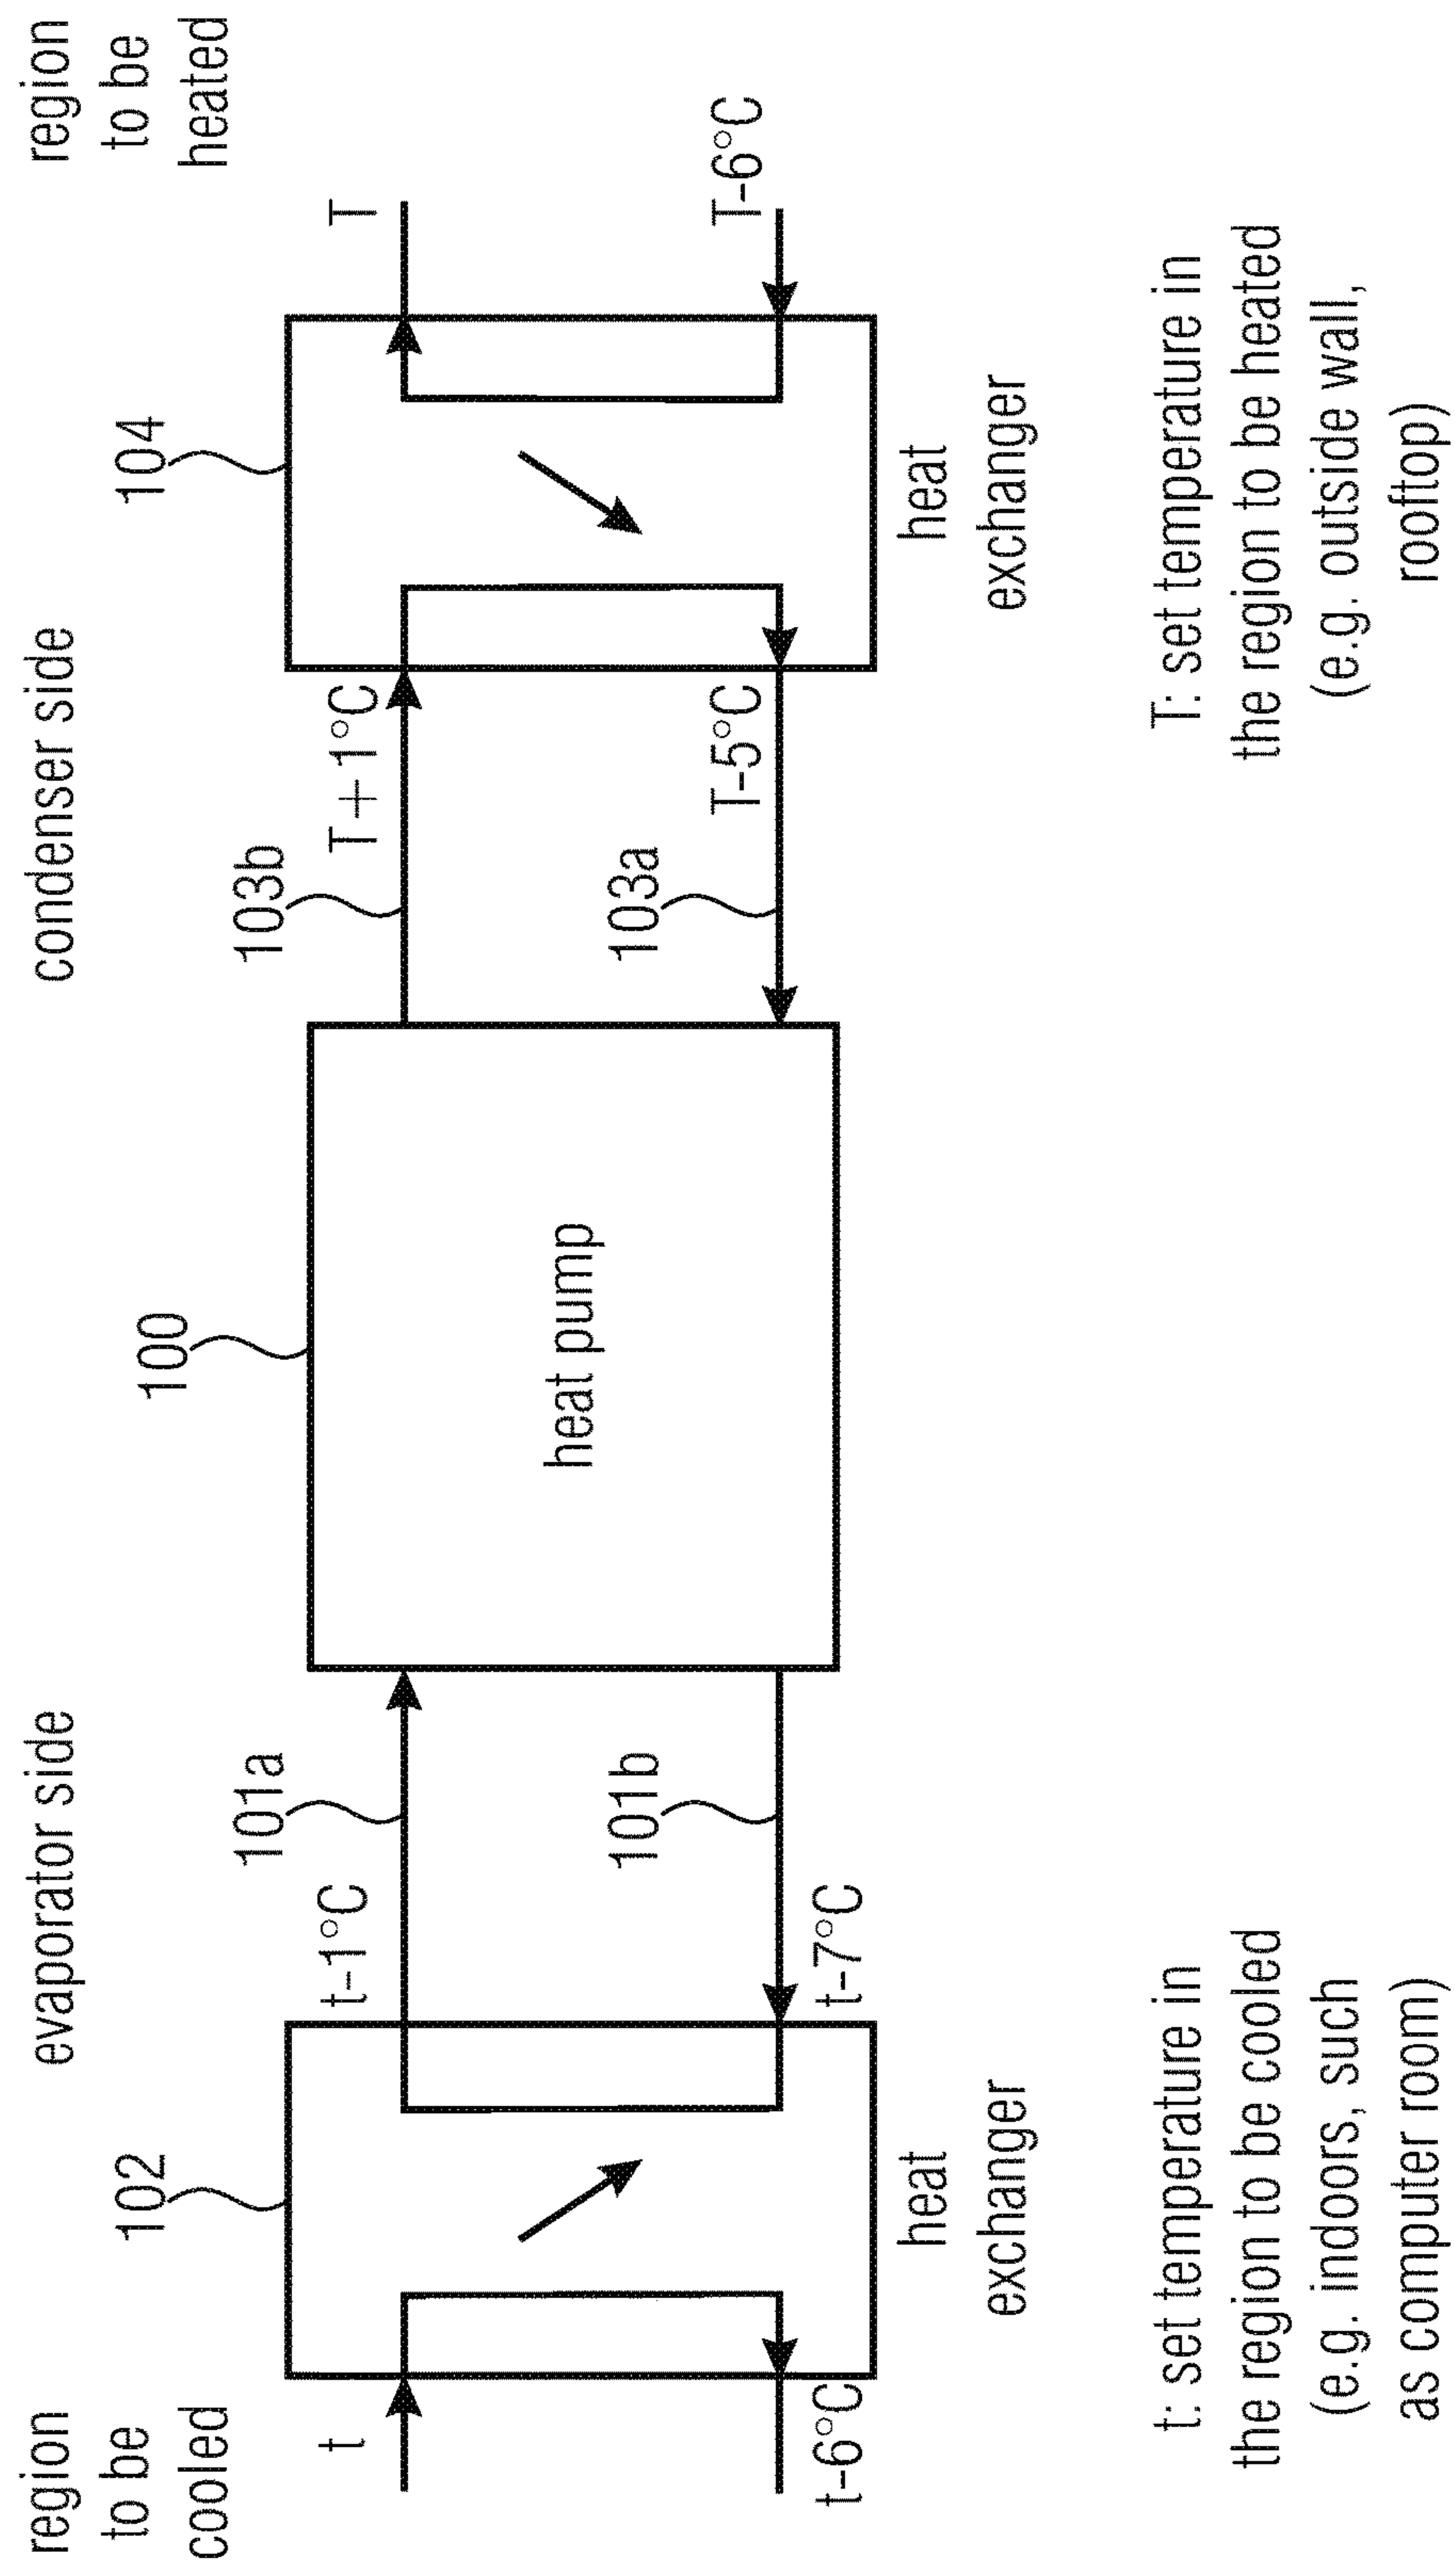 region
to be
cooled
evaporator side
condenser side
region
to be
heated
102
101a
100
103b
104
t
t-1°C
T+1°C
T
heat pump
101b
103a
t-6°C
t-7°C
T-5°C
T-6°C
heat
exchanger
heat
exchanger
t: set temperature in
the region to be cooled
(e.g. indoors, such
as computer room)
T: set temperature in
the region to be heated
(e.g. outside wall,
rooftop)